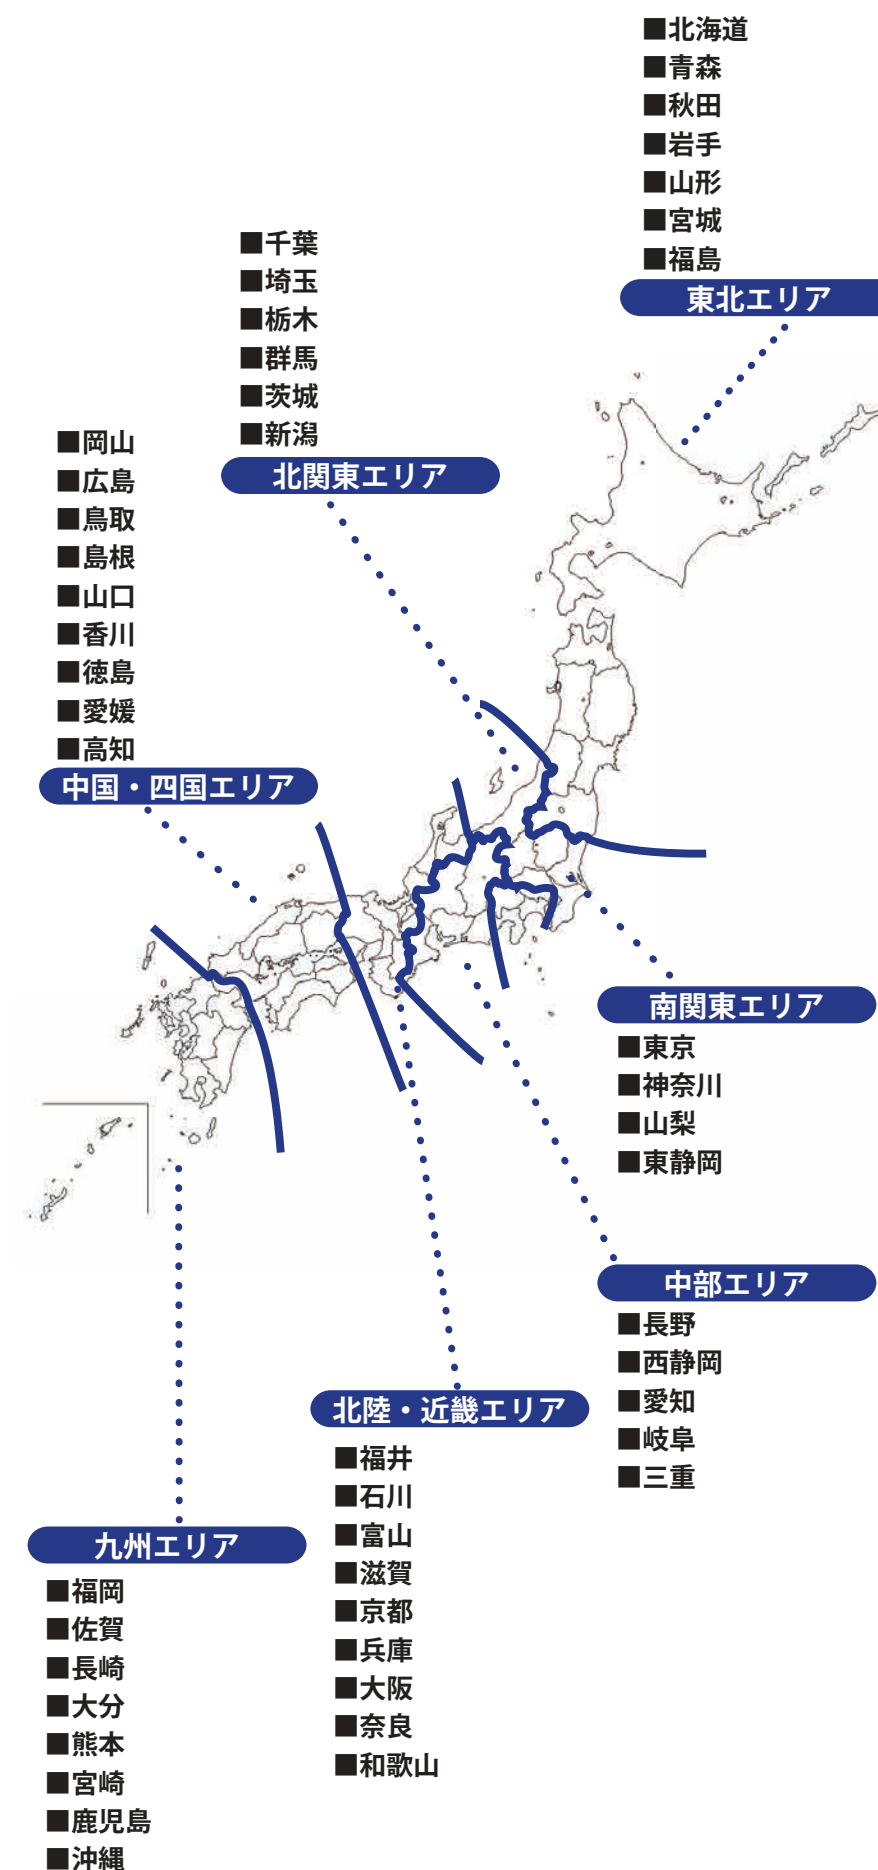 ■北海道
■青森
■秋田
■岩手
■山形
■宮城
■福島
東北エリア
■千葉
■埼玉
■栃木
■群馬
■茨城
■新潟
北関東エリア
■岡山
■広島
■鳥取
■島根
■山口
■香川
■徳島
■愛媛
■高知
中国・四国エリア
南関東エリア
■東京
■神奈川
■山梨
■東静岡
中部エリア
■長野
■西静岡
■愛知
■岐阜
■三重
北陸・近畿エリア
■福井
■石川
■富山
■滋賀
■京都
■兵庫
■大阪
■奈良
■和歌山
九州エリア
■福岡
■佐賀
■長崎
■大分
■熊本
■宮崎
■鹿児島
■沖縄